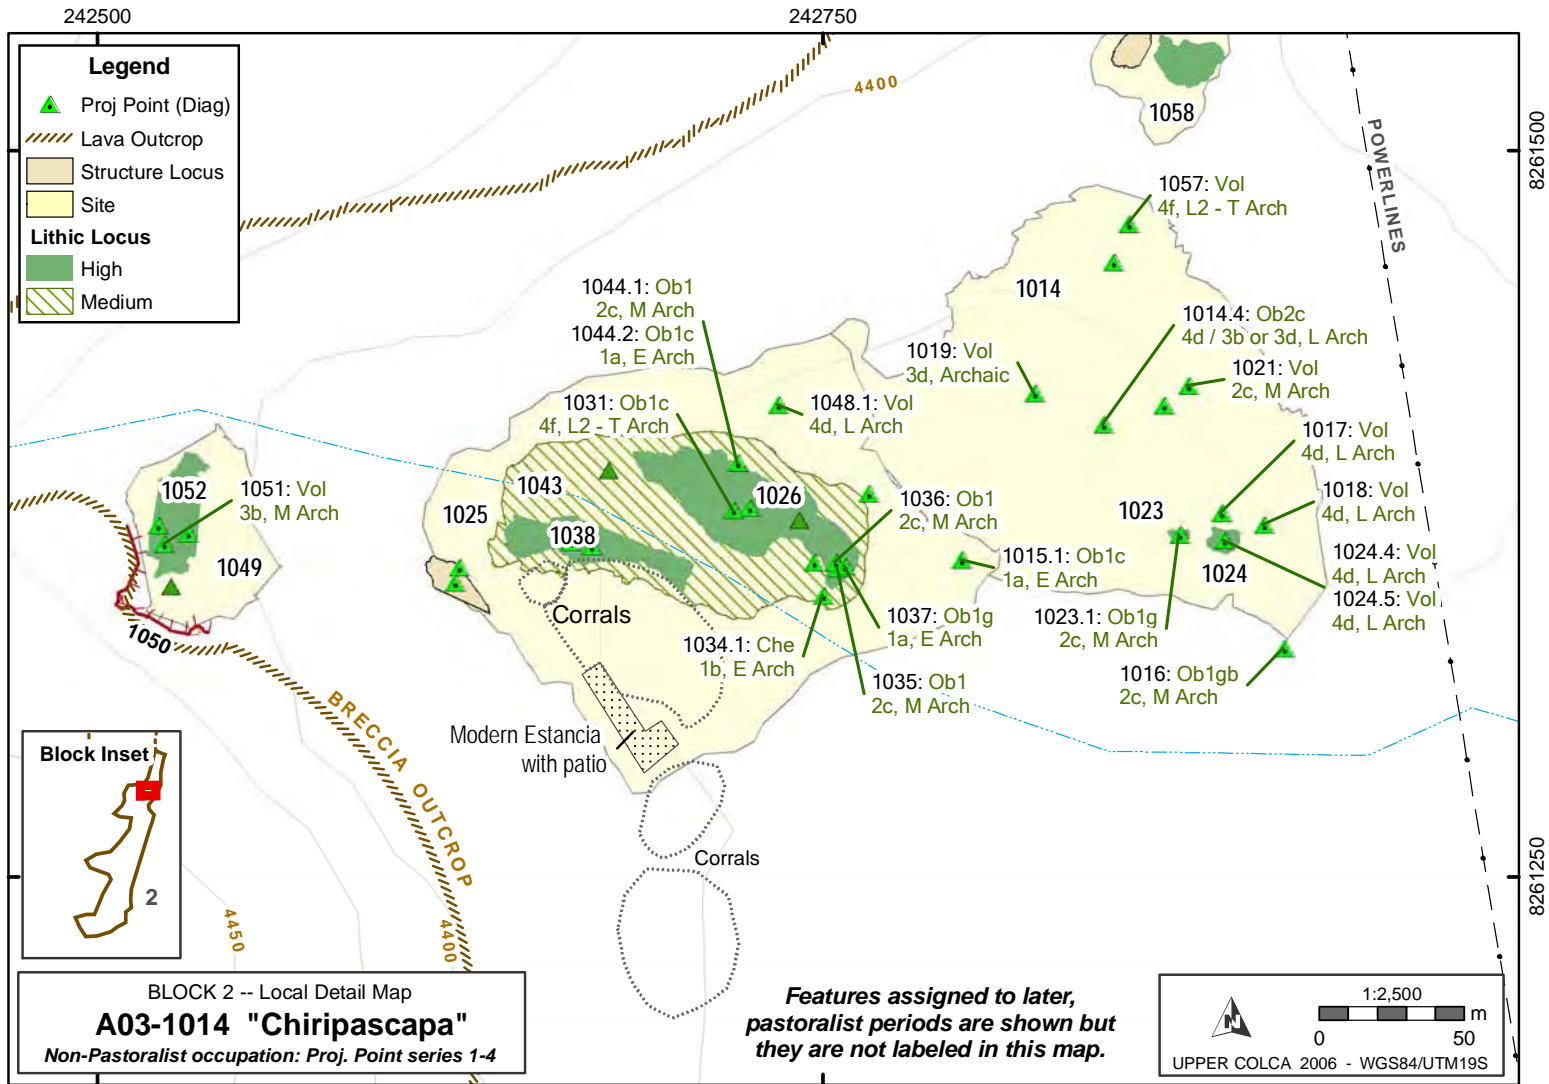 242500
242750
Legend
Proj Point (Diag)
Lava Outcrop
Structure Locus
Site
Lithic Locus
High
Medium
4400
1058
POWERLINES
8261500
1057: Vol
4f, L2 - T Arch
1014
1044.1: Ob1
2c, M Arch
1044.2: Ob1c
1a, E Arch
1014.4: Ob2c
4d / 3b or 3d, L Arch
1019: Vol
3d, Archaic
1021: Vol
2c, M Arch
1031: Ob1c
4f, L2 - T Arch
1048.1: Vol
4d, L Arch
1017: Vol
4d, L Arch
1052
1051: Vol
3b, M Arch
1043
1026
1025
1036: Ob1
2c, M Arch
1023
1018: Vol
4d, L Arch
1038
1049
1015.1: Ob1c
1a, E Arch
1024
1024.4: Vol
4d, L Arch
1024.5: Vol
4d, L Arch
Corrals
1050
1037: Ob1g
1a, E Arch
1023.1: Ob1g
2c, M Arch
1034.1: Che
1b, E Arch
1035: Ob1
2c, M Arch
1016: Ob1gb
2c, M Arch
BRECCIA OUTCROP
Modern Estancia
with patio
Block Inset
2
Corrals
8261250
4450
4400
BLOCK 2 -- Local Detail Map
A03-1014 "Chiripascapa"
Non-Pastoralist occupation: Proj. Point series 1-4
Features assigned to later,
pastoralist periods are shown but
they are not labeled in this map.
N
1:2,500
m
0 50
UPPER COLCA 2006 - WGS84/UTM19S